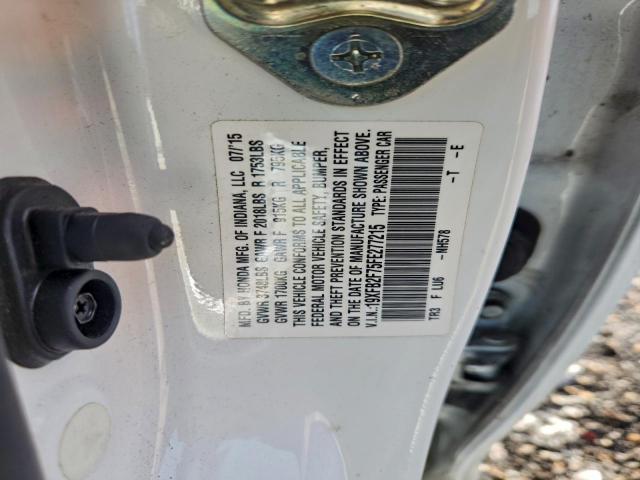 MFD. BY HONDA MFG. OF INDIANA, LLC 07/15
GVWR 3748LBS GAWR F 2018LBS R 1753LBS
GVWR 1700KG GAWR F 915KG R 795KG
THIS VEHICLE CONFORMS TO ALL APPLICABLE
FEDERAL MOTOR VEHICLE SAFETY, BUMPER,
AND THEFT PREVENTION STANDARDS IN EFFECT
ON THE DATE OF MANUFACTURE SHOWN ABOVE.
V.I.N.: 19XFB2F75FE277215 TYPE: PASSENGER CAR
TR3 F LU6 -NH578 -T -E